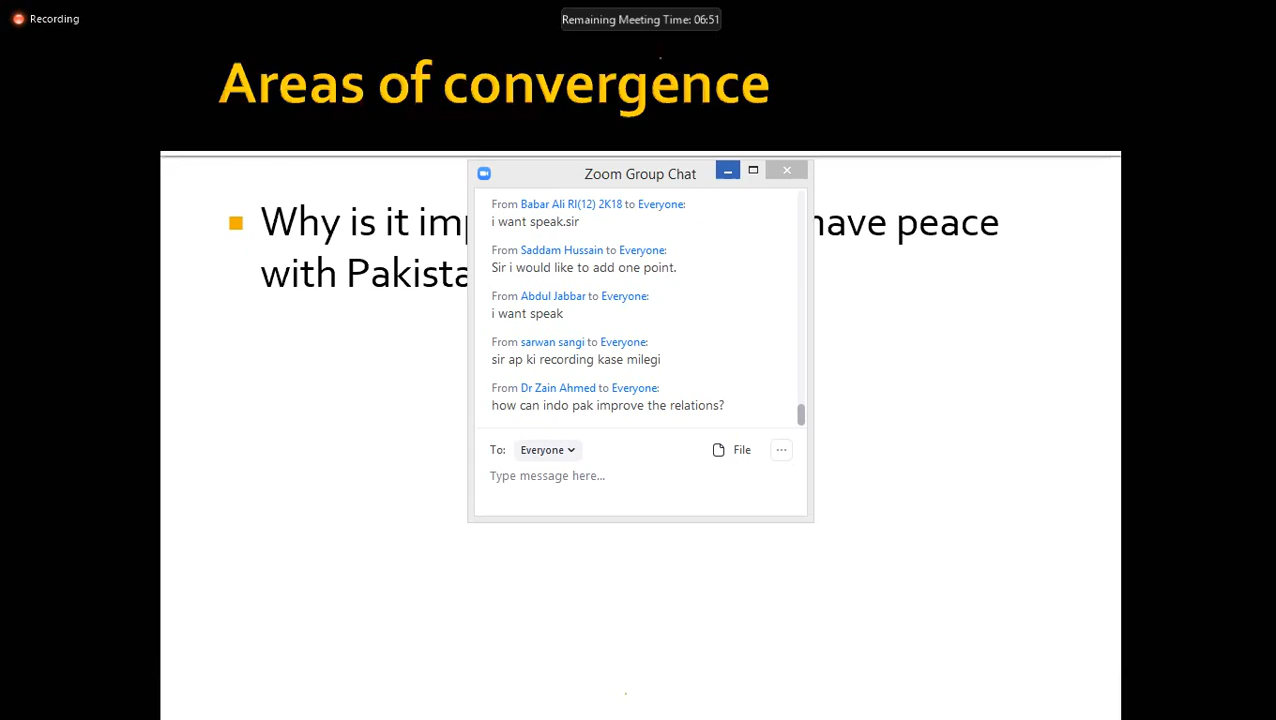 Recording
Remaining Meeting Time: 06:51
Areas of convergence
Why is it have peace
with
Zoom Group Chat
From Babar Ali RI(12) 2K18 to Everyone:
i want speak.sir
From Saddam Hussain to Everyone:
Sir i would like to add one point.
From Abdul Jabbar to Everyone:
i want speak
From sarwan sangi to Everyone:
sir ap ki recording kase milegi
From Dr Zain Ahmed to Everyone:
how can indo pak improve the relations?
To: Everyone File
Type message here...